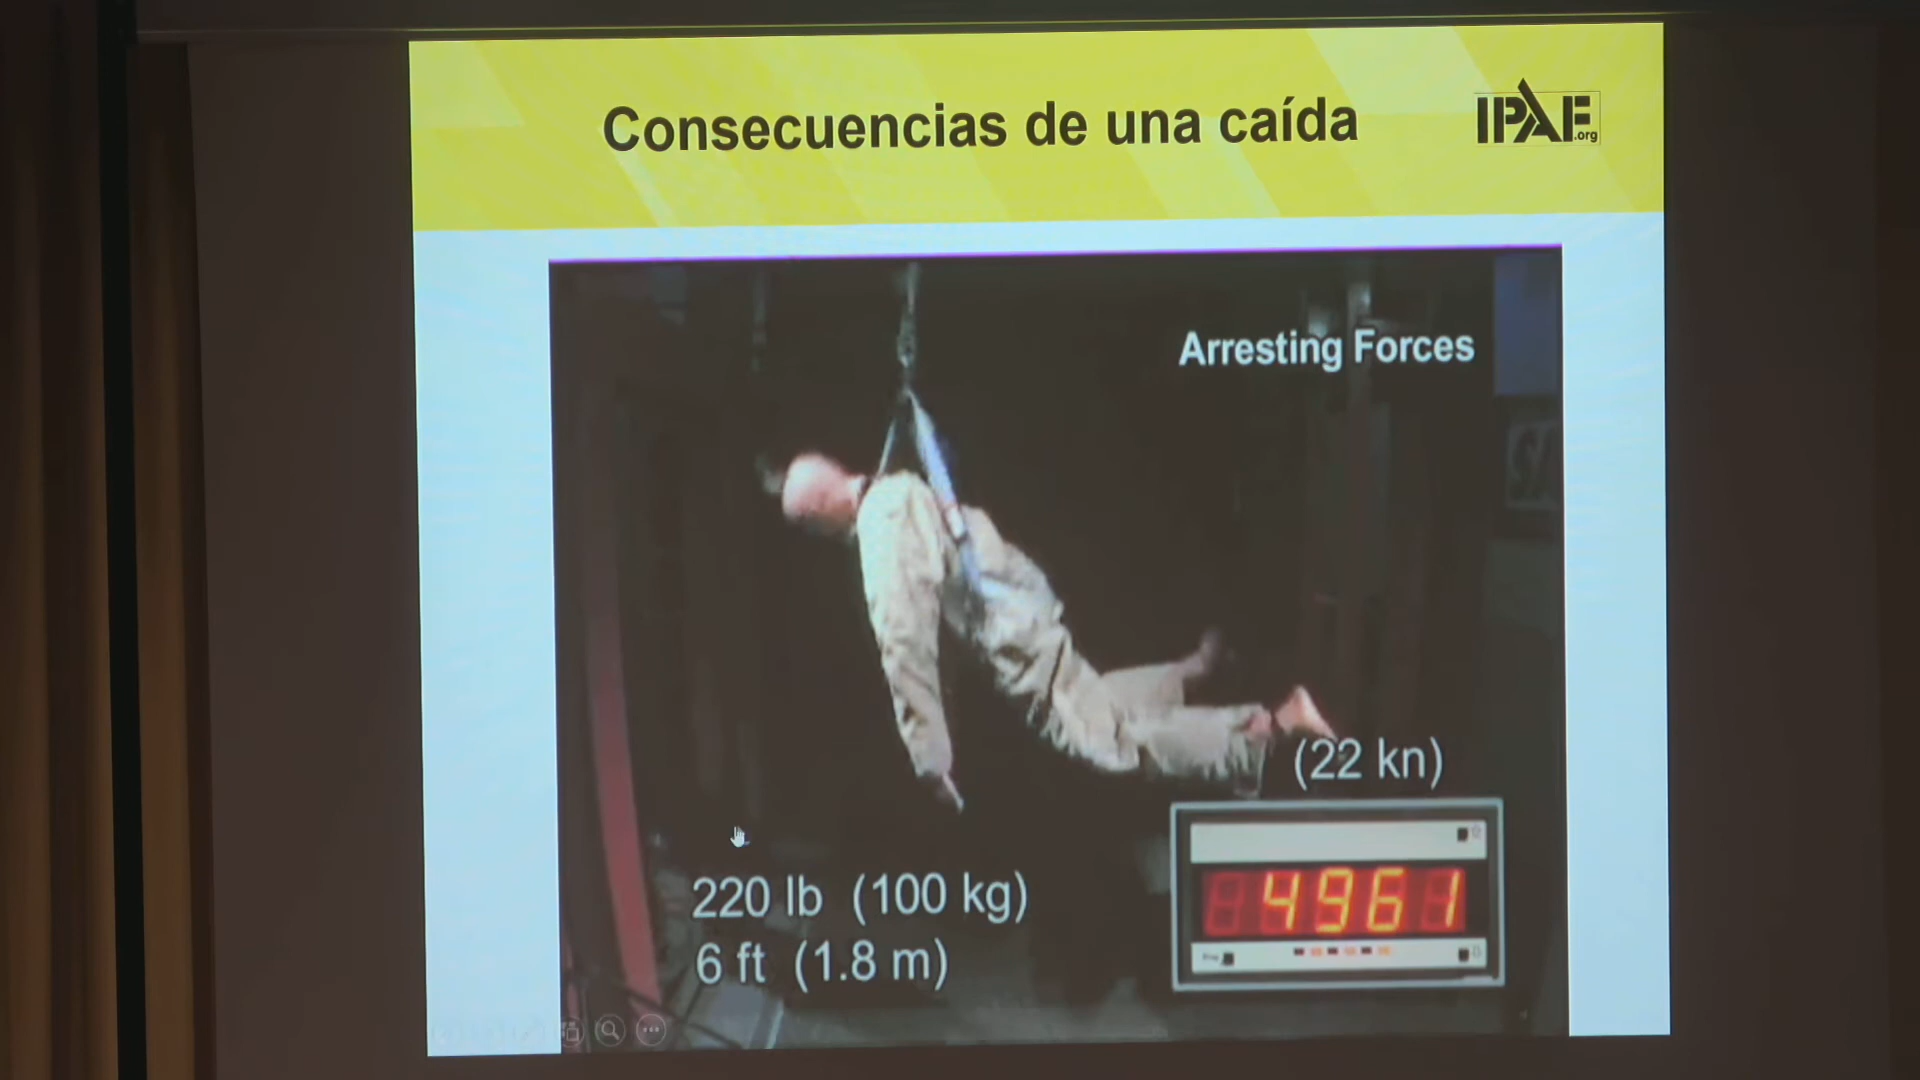 Consecuencias de una caída
IPAF
.org
Arresting Forces
(22 kn)
4961
220 lb (100 kg)
6 ft (1.8 m)